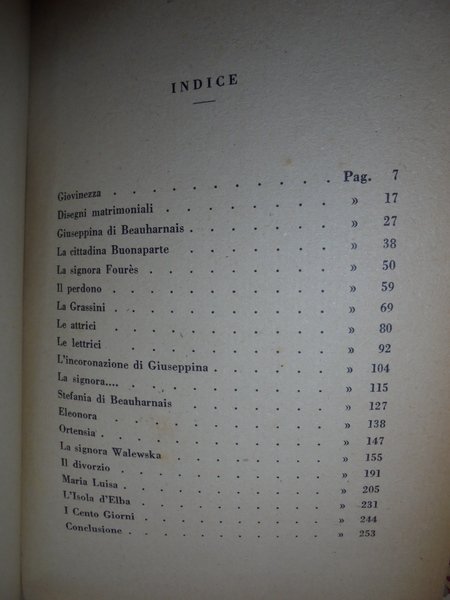 INDICE
Giovinezza . . . . . . . . . . Pag. 7
Disegni matrimoniali . . . . . . . . » 17
Giuseppina di Beauharnais . . . . . . » 27
La cittadina Buonaparte . . . . . . . » 38
La signora Fourès . . . . . . . . » 50
Il perdono . . . . . . . . . . » 59
La Grassini . . . . . . . . . . » 69
Le attrici . . . . . . . . . . » 80
Le lettrici . . . . . . . . . . » 92
L'incoronazione di Giuseppina . . . . . » 104
La signora.... . . . . . . . . . » 115
Stefania di Beauharnais . . . . . . . » 127
Eleonora . . . . . . . . . . » 138
Ortensia . . . . . . . . . . » 147
La signora Walewska . . . . . . . » 155
Il divorzio . . . . . . . . . . » 191
Maria Luisa . . . . . . . . . » 205
L'Isola d'Elba . . . . . . . . . » 231
I Cento Giorni . . . . . . . . . » 244
Conclusione . . . . . . . . . » 253